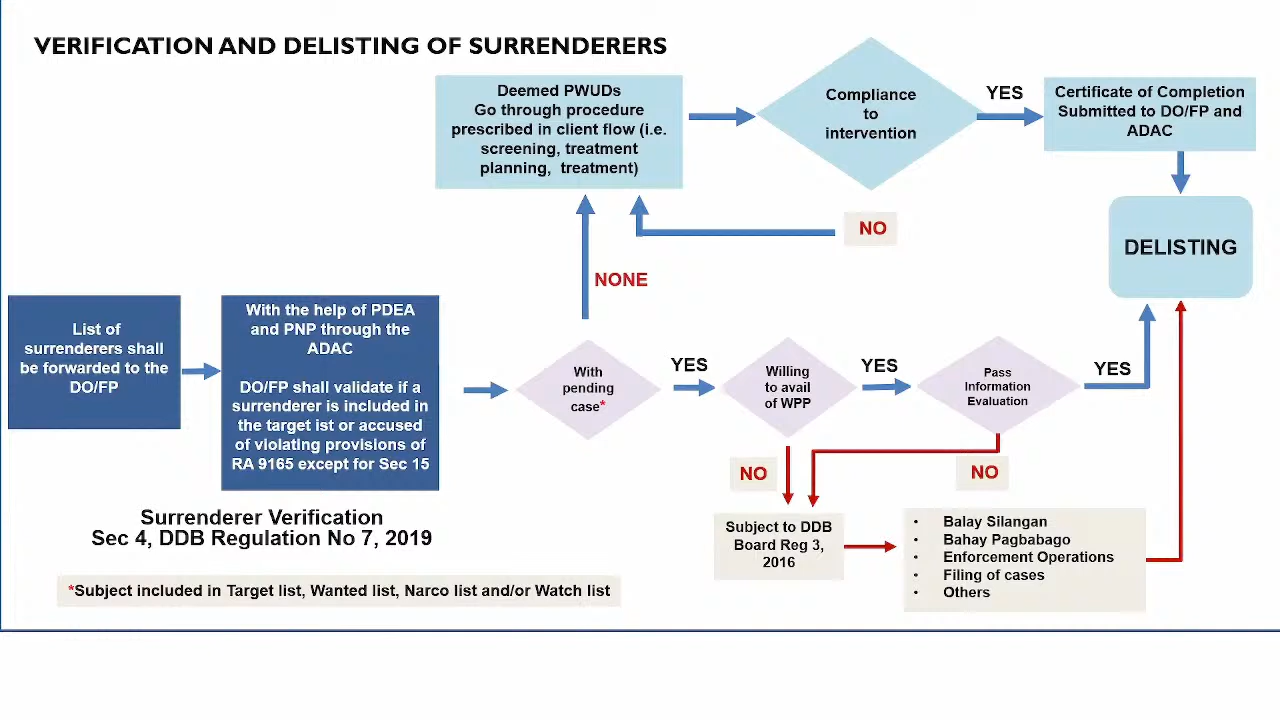 VERIFICATION AND DELISTING OF SURRENDERERS
Deemed PWUDs
Go through procedure
prescribed in client flow (i.e.
screening, treatment
planning, treatment)
Compliance
to
intervention
YES
Certificate of Completion
Submitted to DO/FP and
ADAC
NO
DELISTING
NONE
List of
surrenderers shall
be forwarded to the
DO/FP
With the help of PDEA
and PNP through the
ADAC
DO/FP shall validate if a
surrenderer is included in
the target ist or accused
of violating provisions of
RA 9165 except for Sec 15
With
pending
case*
YES
Willing
to avail
of WPP
YES
Pass
Information
Evaluation
YES
NO
NO
Surrenderer Verification
Sec 4, DDB Regulation No 7, 2019
Subject to DDB
Board Reg 3,
2016
• Balay Silangan
• Bahay Pagbabago
• Enforcement Operations
• Filing of cases
• Others
*Subject included in Target list, Wanted list, Narco list and/or Watch list